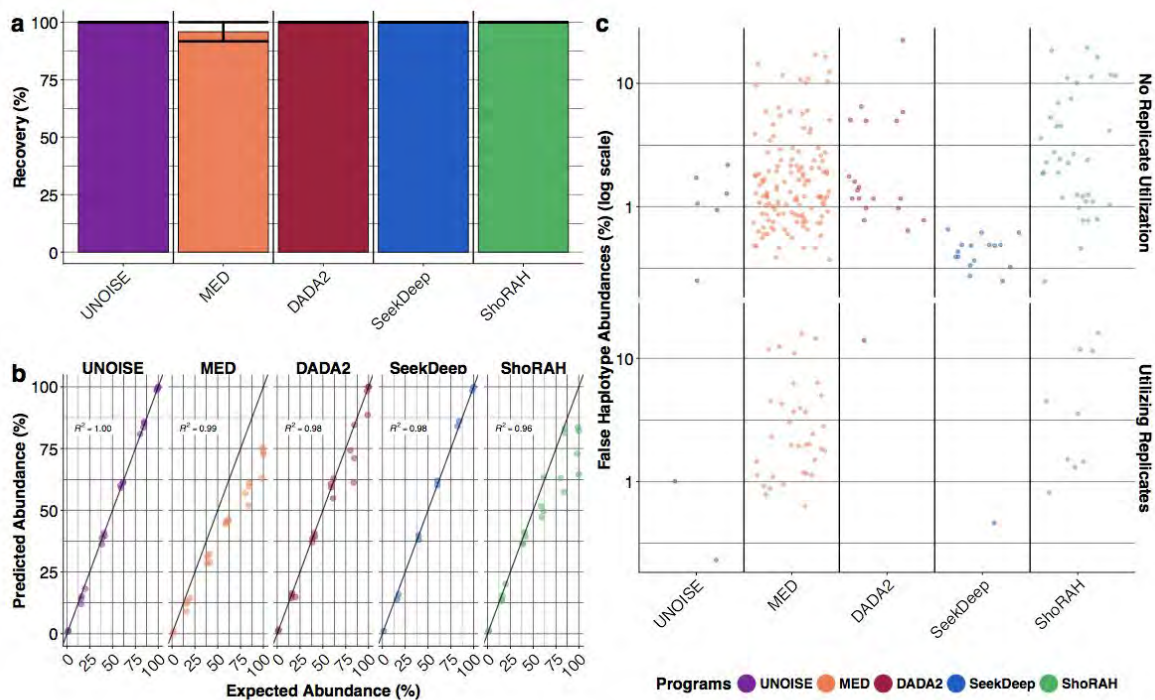 a
Recovery (%)
100
75
50
25
0
UNOISE
MED
DADA2
SeekDeep
ShoRAH
b
UNOISE
MED
DADA2
SeekDeep
ShoRAH
Predicted Abundance (%)
100
75
50
25
0
R² = 1.00
R² = 0.99
R² = 0.98
R² = 0.98
R² = 0.96
0 25 50 75 100 0 25 50 75 100 0 25 50 75 100 0 25 50 75 100 0 25 50 75 100
Expected Abundance (%)
c
False Haplotype Abundances (%) (log scale)
10
1
No Replicate Utilization
10
1
Utilizing Replicates
UNOISE
MED
DADA2
SeekDeep
ShoRAH
Programs UNOISE MED DADA2 SeekDeep ShoRAH